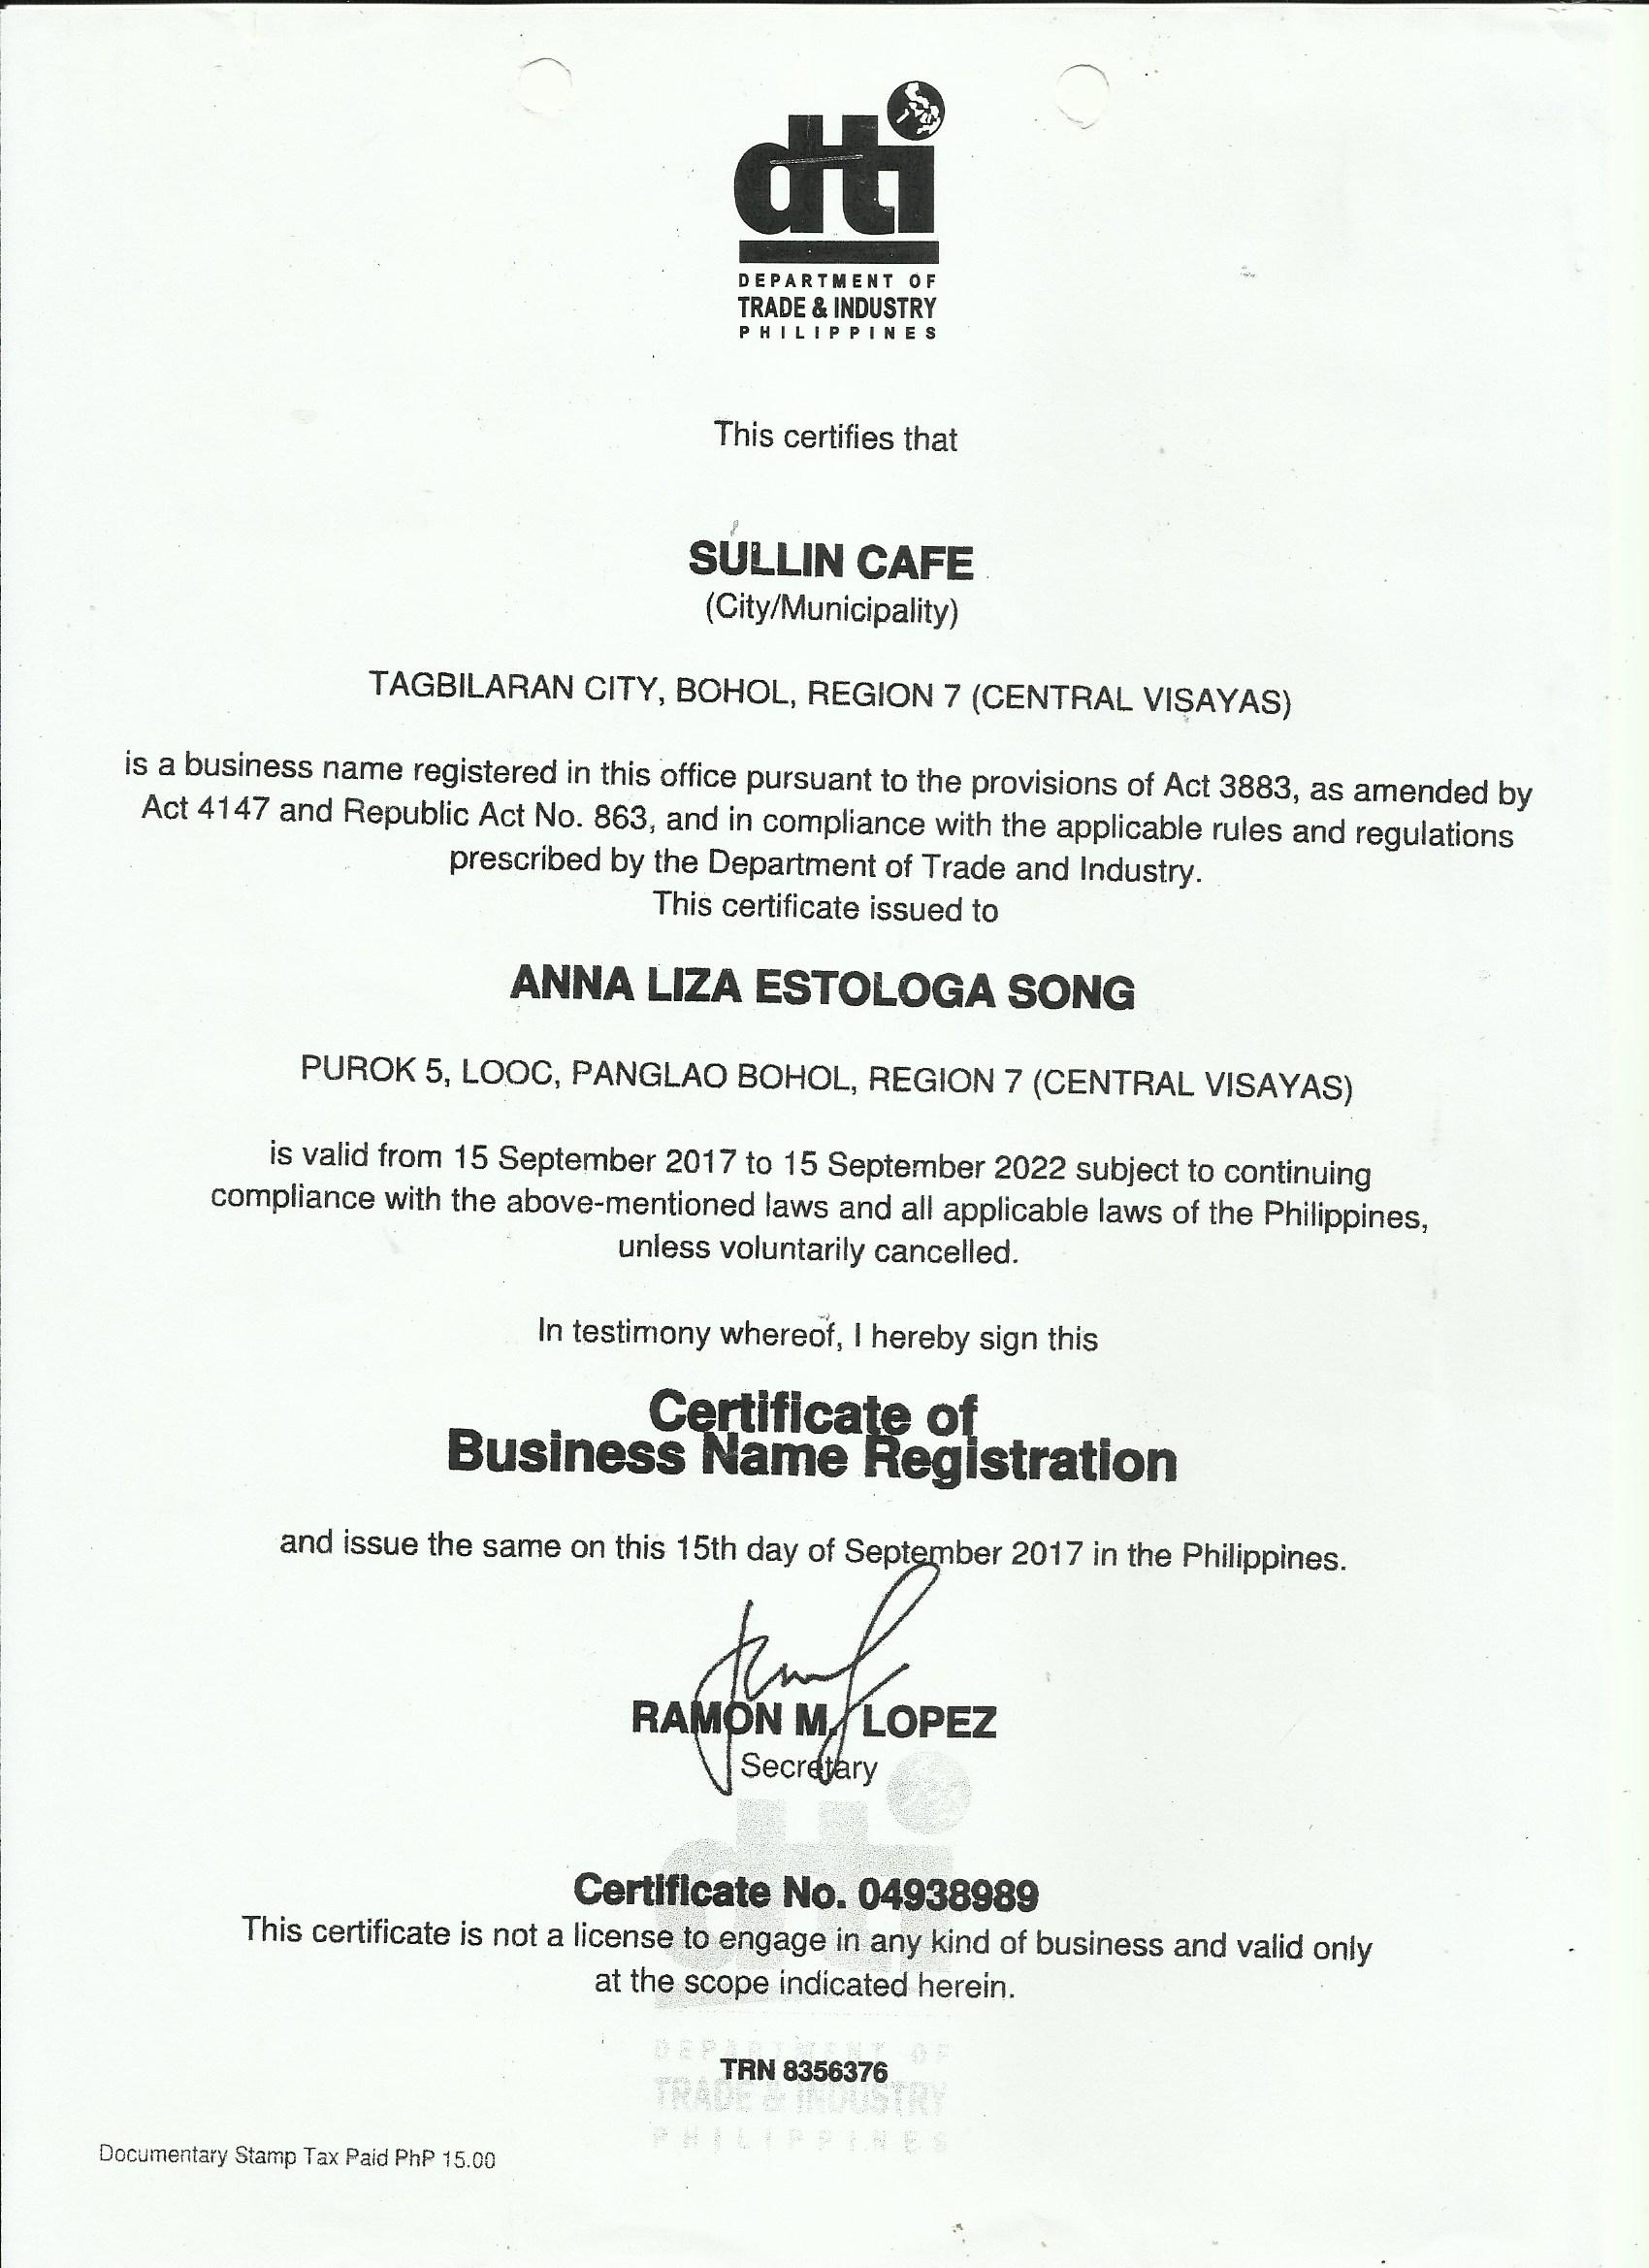 dti
DEPARTMENT OF
TRADE & INDUSTRY
PHILIPPINES
This certifies that
SULLIN CAFE
(City/Municipality)
TAGBILARAN CITY, BOHOL, REGION 7 (CENTRAL VISAYAS)
is a business name registered in this office pursuant to the provisions of Act 3883, as amended by
Act 4147 and Republic Act No. 863, and in compliance with the applicable rules and regulations
prescribed by the Department of Trade and Industry.
This certificate issued to
ANNA LIZA ESTOLOGA SONG
PUROK 5, LOOC, PANGLAO BOHOL, REGION 7 (CENTRAL VISAYAS)
is valid from 15 September 2017 to 15 September 2022 subject to continuing
compliance with the above-mentioned laws and all applicable laws of the Philippines,
unless voluntarily cancelled.
In testimony whereof, I hereby sign this
Certificate of
Business Name Registration
and issue the same on this 15th day of September 2017 in the Philippines.
RAMON M. LOPEZ
Secretary
dti
Certificate No. 04938989
This certificate is not a license to engage in any kind of business and valid only
at the scope indicated herein.
DEPARTMENT OF
TRN 8356376
TRADE & INDUSTRY
PHILIPPINES
Documentary Stamp Tax Paid PhP 15.00